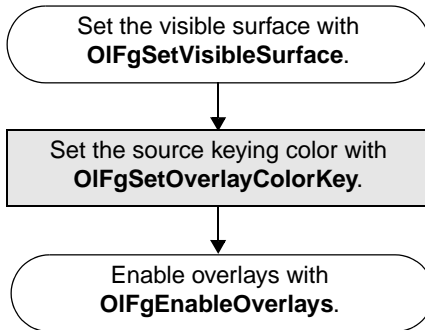 Set the visible surface with
OlFgSetVisibleSurface.
Set the source keying color with
OlFgSetOverlayColorKey.
Enable overlays with
OlFgEnableOverlays.